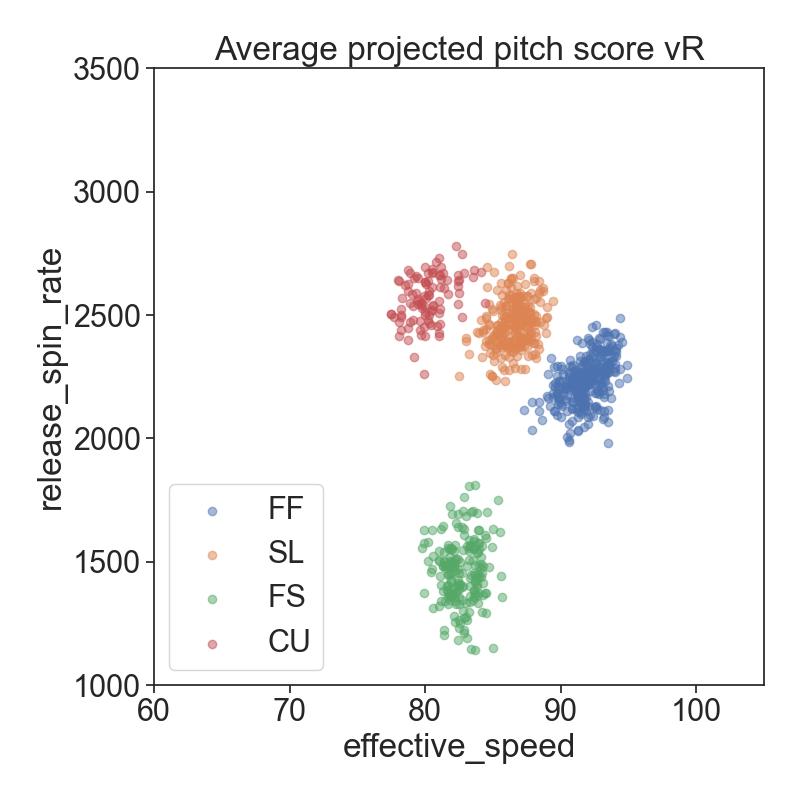 Average projected pitch score vR
3500
3000
2500
2000
1500
1000
release_spin_rate
FF
SL
FS
CU
60 70 80 90 100
effective_speed